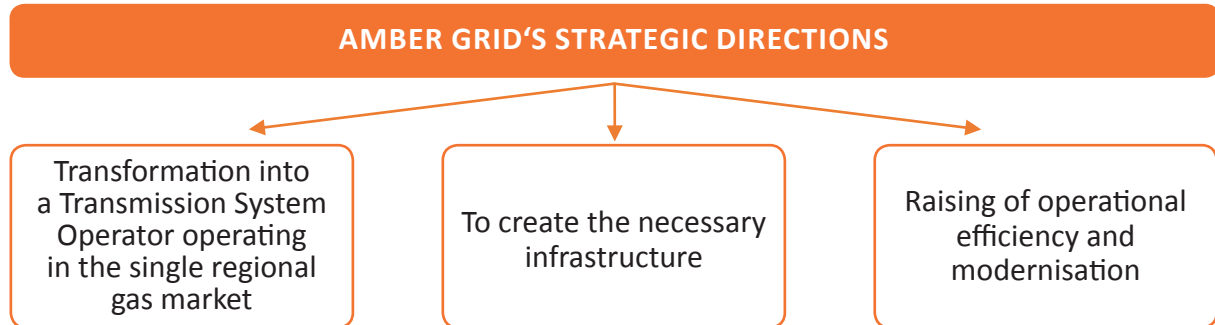 AMBER GRID‘S STRATEGIC DIRECTIONS
Transformation into
a Transmission System
Operator operating
in the single regional
gas market
To create the necessary
infrastructure
Raising of operational
efficiency and
modernisation